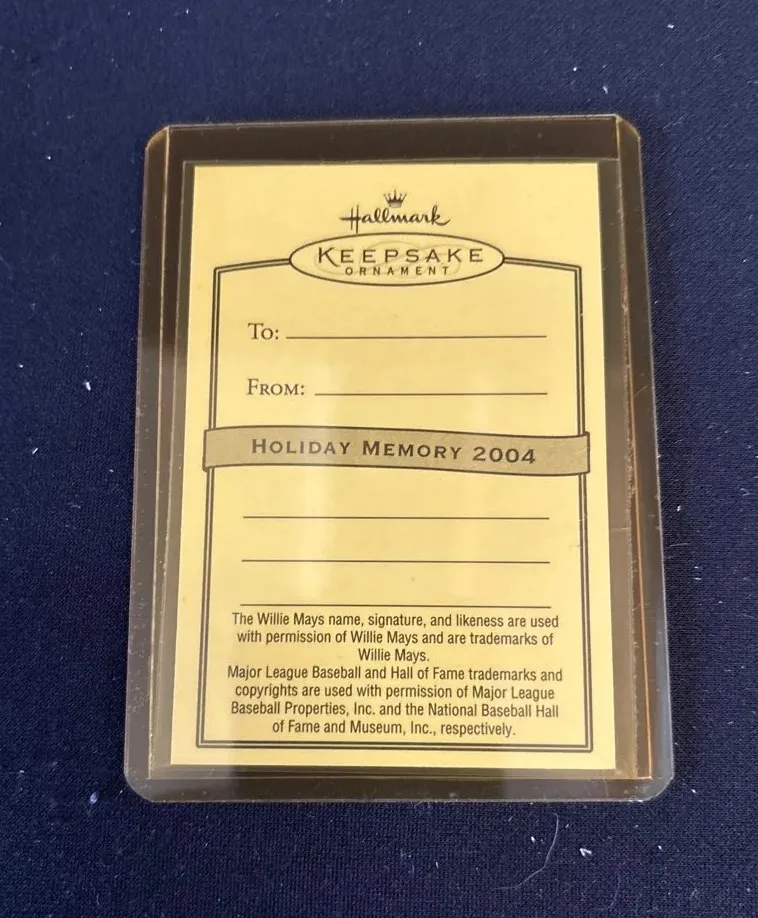 Hallmark
KEEPSAKE
ORNAMENT
TO:
FROM:
HOLIDAY MEMORY 2004
The Willie Mays name, signature, and likeness are used
with permission of Willie Mays and are trademarks of
Willie Mays.
Major League Baseball and Hall of Fame trademarks and
copyrights are used with permission of Major League
Baseball Properties, Inc. and the National Baseball Hall
of Fame and Museum, Inc., respectively.